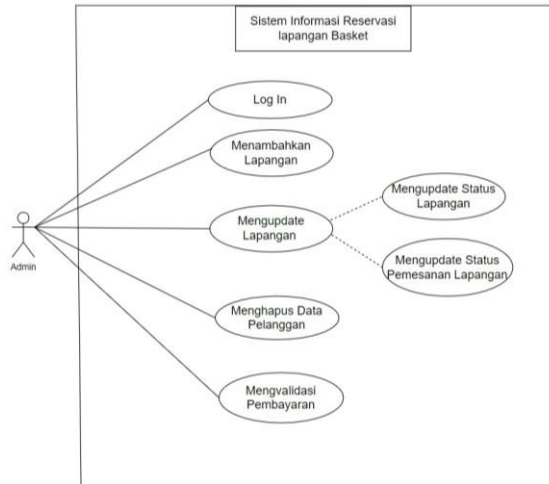 Sistem Informasi Reservasi
lapangan Basket
Log In
Menambahkan
Lapangan
Mengupdate
Lapangan
Mengupdate Status
Lapangan
Mengupdate Status
Pemesanan Lapangan
Admin
Menghapus Data
Pelanggan
Mengvalidasi
Pembayaran